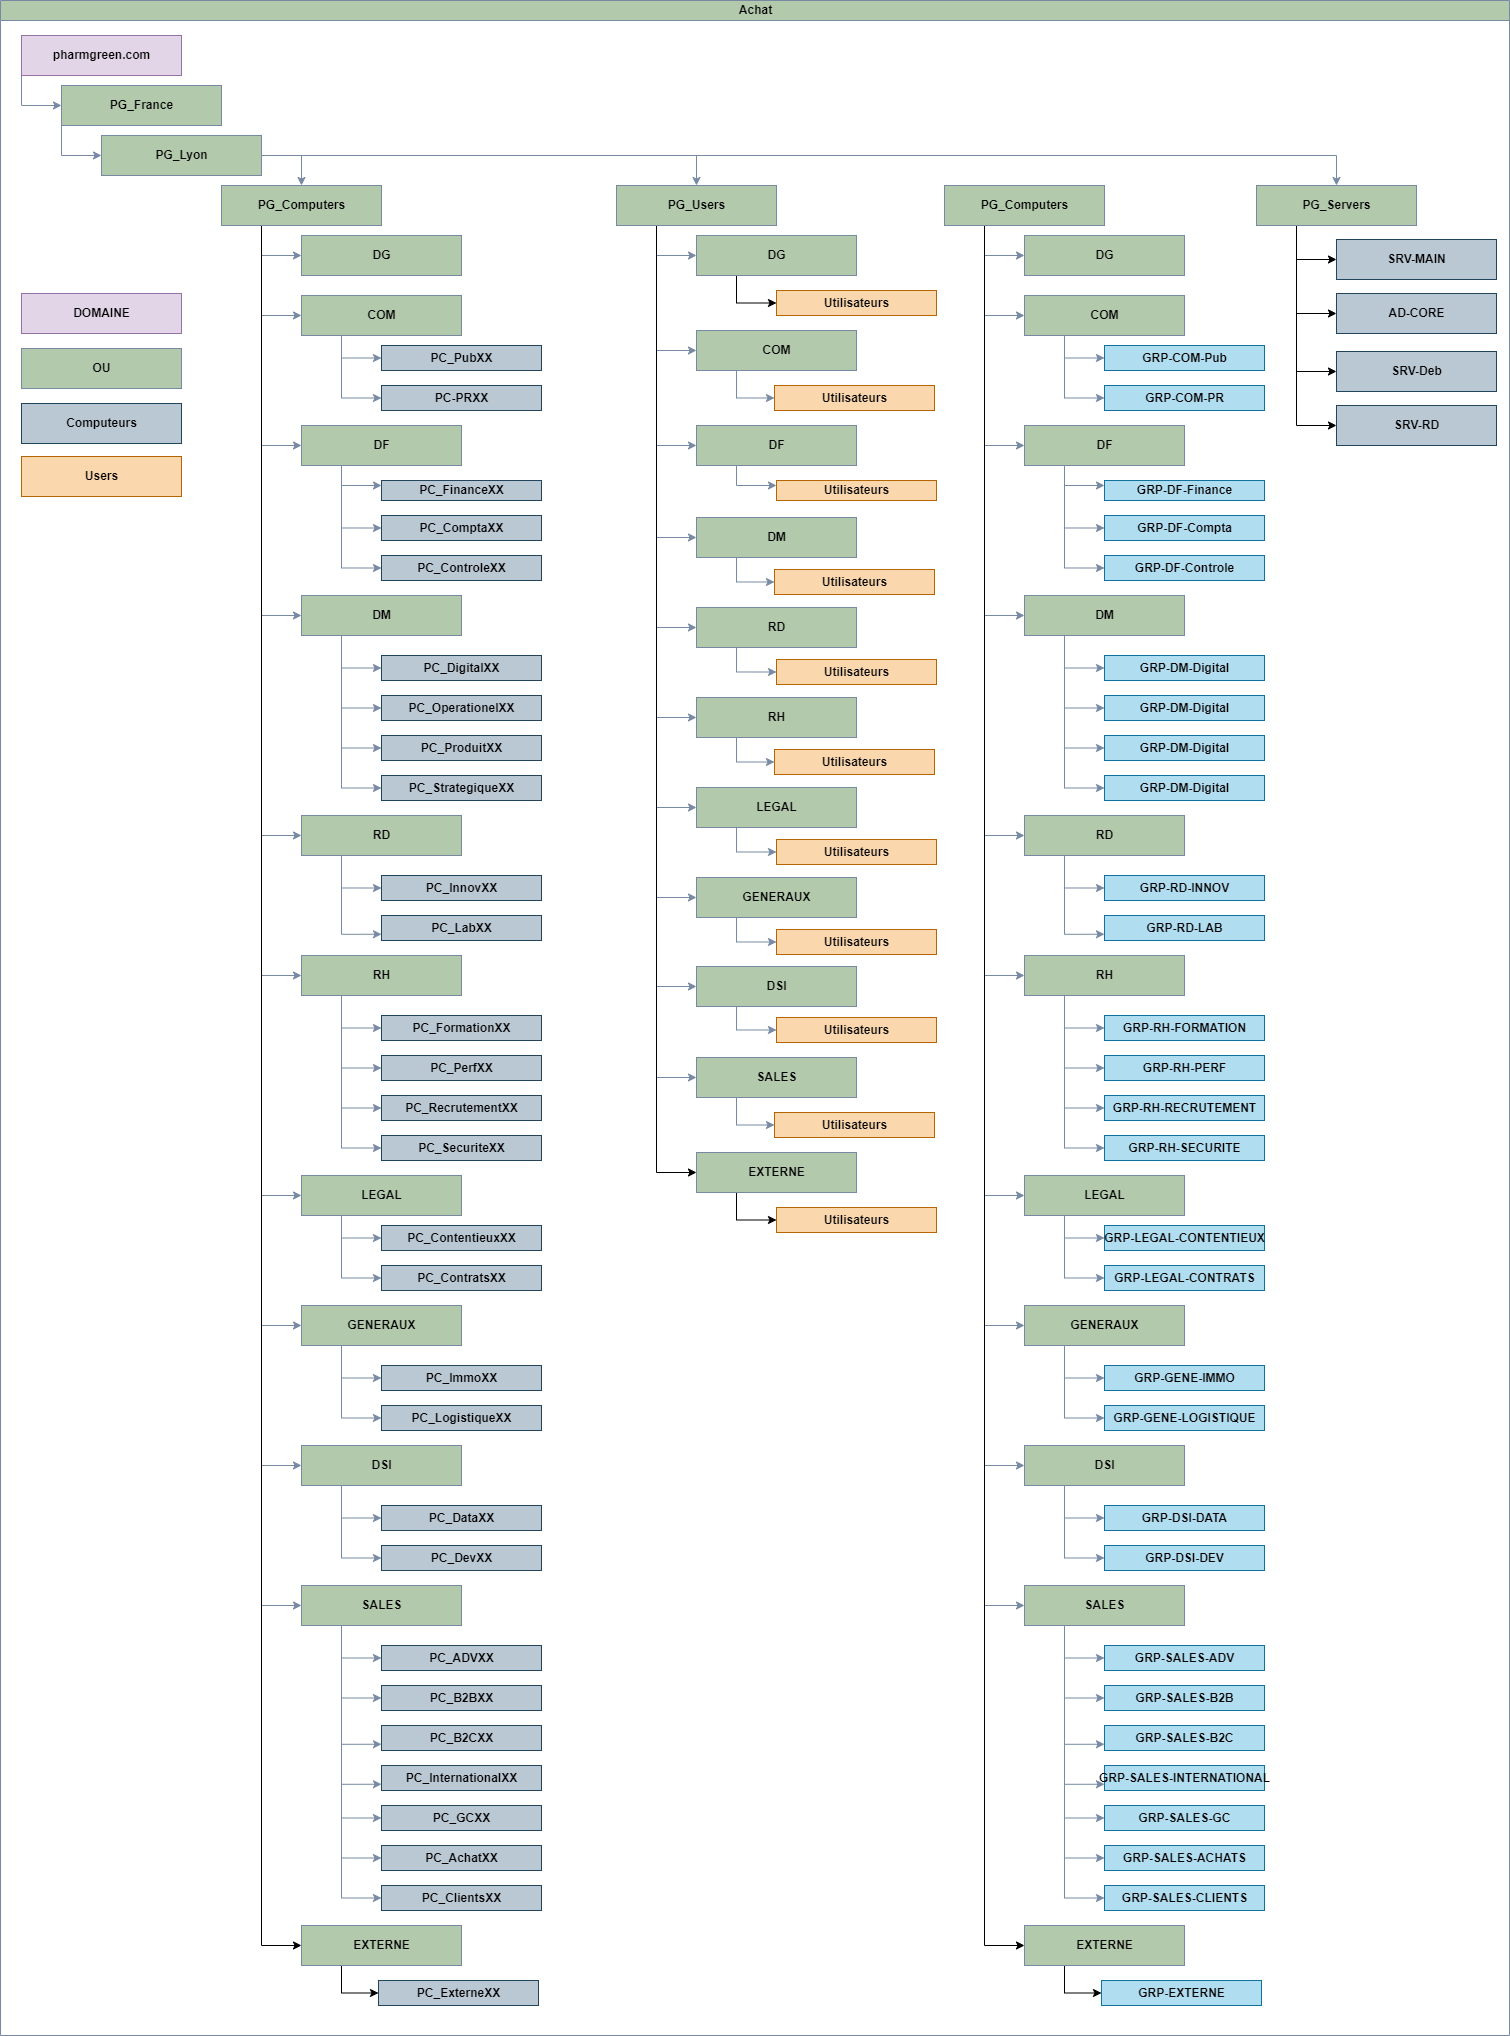 Achat
pharmgreen.com
PG_France
PG_Lyon
PG_Computers
PG_Users
PG_Computers
PG_Servers
DOMAINE
OU
Computeurs
Users
DG
COM
PC_PubXX
PC-PRXX
DF
PC_FinanceXX
PC_ComptaXX
PC_ControleXX
DM
PC_DigitalXX
PC_OperationelXX
PC_ProduitXX
PC_StrategiqueXX
RD
PC_InnovXX
PC_LabXX
RH
PC_FormationXX
PC_PerfXX
PC_RecrutementXX
PC_SecuriteXX
LEGAL
PC_ContentieuxXX
PC_ContratsXX
GENERAUX
PC_ImmoXX
PC_LogistiqueXX
DSI
PC_DataXX
PC_DevXX
SALES
PC_ADVXX
PC_B2BXX
PC_B2CXX
PC_InternationalXX
PC_GCXX
PC_AchatXX
PC_ClientsXX
EXTERNE
PC_ExterneXX
DG
Utilisateurs
COM
Utilisateurs
DF
Utilisateurs
DM
Utilisateurs
RD
Utilisateurs
RH
Utilisateurs
LEGAL
Utilisateurs
GENERAUX
Utilisateurs
DSI
Utilisateurs
SALES
Utilisateurs
EXTERNE
Utilisateurs
DG
COM
GRP-COM-Pub
GRP-COM-PR
DF
GRP-DF-Finance
GRP-DF-Compta
GRP-DF-Controle
DM
GRP-DM-Digital
GRP-DM-Digital
GRP-DM-Digital
GRP-DM-Digital
RD
GRP-RD-INNOV
GRP-RD-LAB
RH
GRP-RH-FORMATION
GRP-RH-PERF
GRP-RH-RECRUTEMENT
GRP-RH-SECURITE
LEGAL
GRP-LEGAL-CONTENTIEUX
GRP-LEGAL-CONTRATS
GENERAUX
GRP-GENE-IMMO
GRP-GENE-LOGISTIQUE
DSI
GRP-DSI-DATA
GRP-DSI-DEV
SALES
GRP-SALES-ADV
GRP-SALES-B2B
GRP-SALES-B2C
GRP-SALES-INTERNATIONAL
GRP-SALES-GC
GRP-SALES-ACHATS
GRP-SALES-CLIENTS
EXTERNE
GRP-EXTERNE
SRV-MAIN
AD-CORE
SRV-Deb
SRV-RD